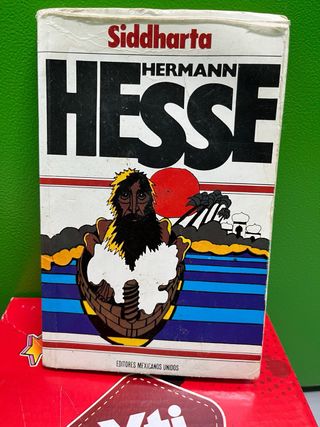 Siddharta
HERMANN
HESSE
EDITORES MEXICANOS UNIDOS